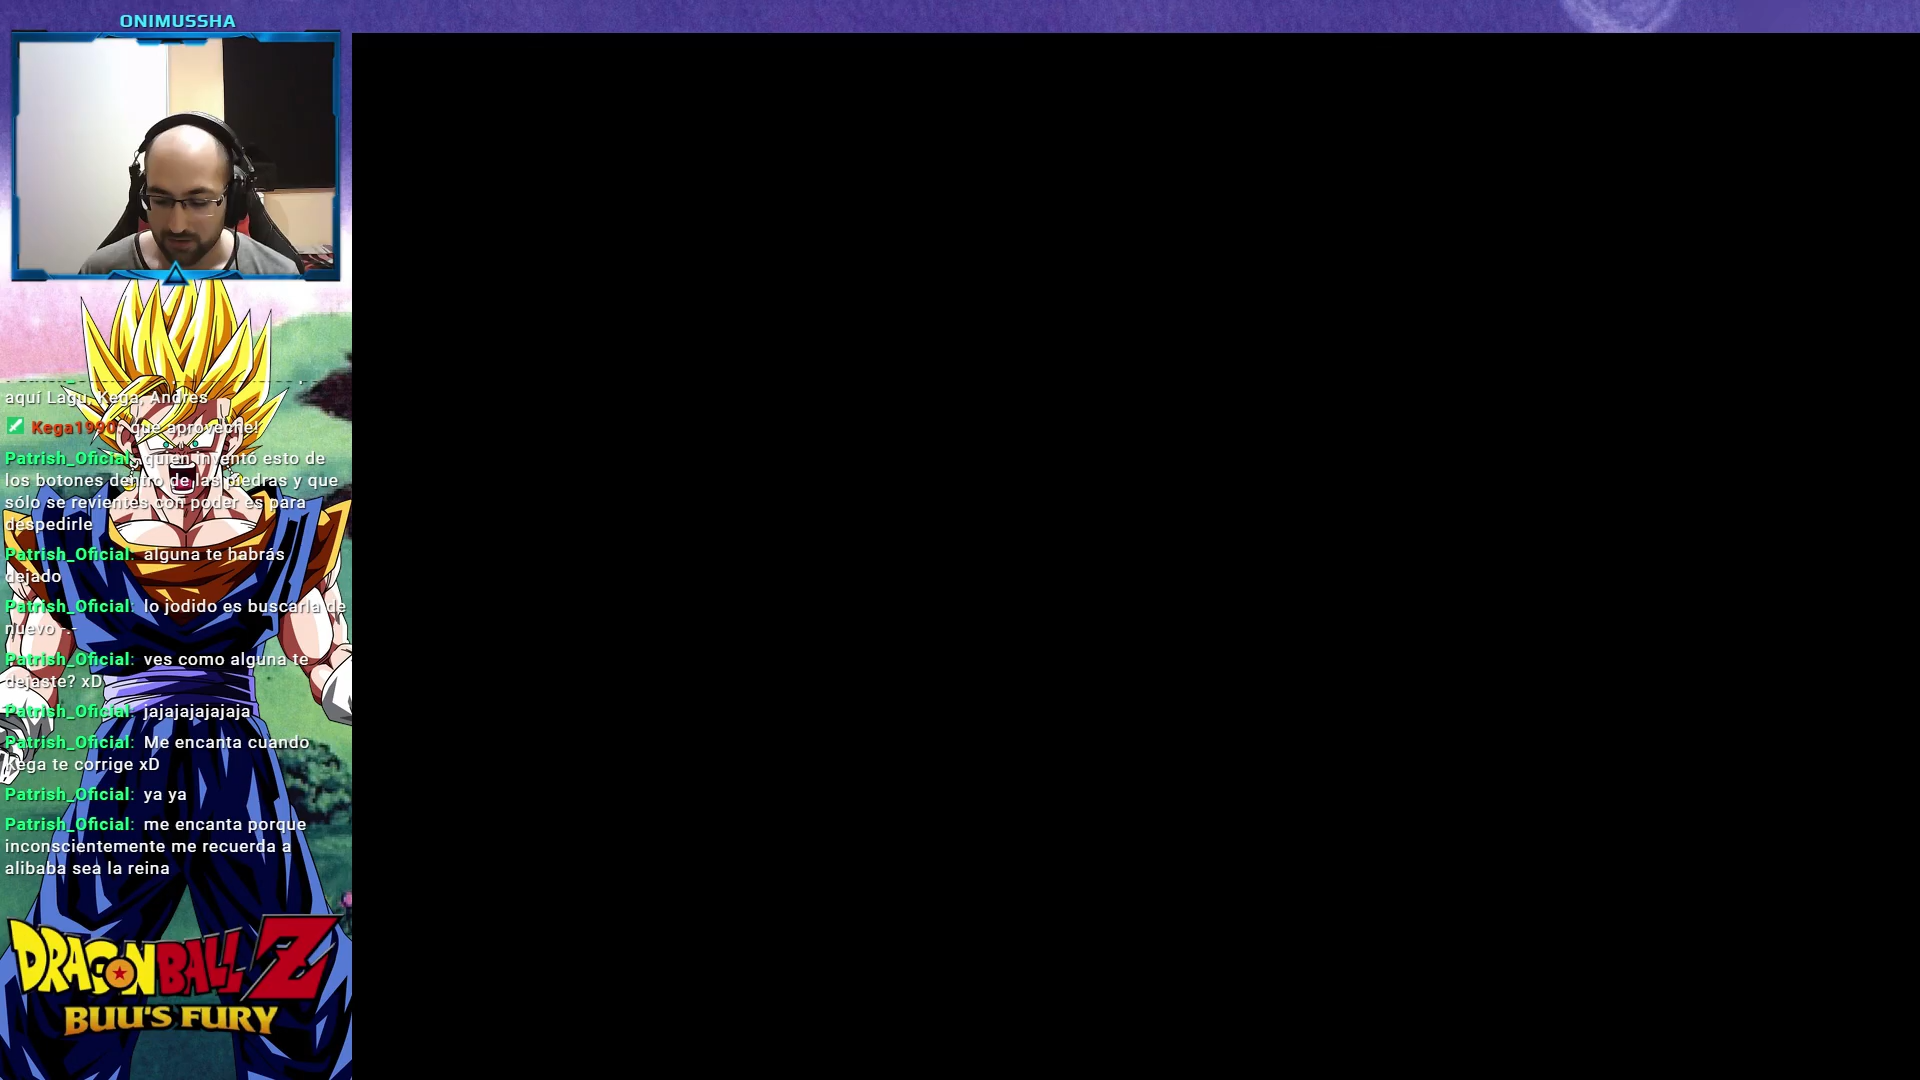 ONIMUSSHA
aquí Lagu, Kega, Andres
Kega1990: que aproveche!
Patrish_Oficial: quien inventó esto de
los botones dentro de las piedras y que
sólo se revientes con poder es para
despedirle
Patrish_Oficial: alguna te habrás
dejado
Patrish_Oficial: lo jodido es buscarla de
nuevo -.-
Patrish_Oficial: ves como alguna te
dejaste? xD
Patrish_Oficial: jajajajajajaja
Patrish_Oficial: Me encanta cuando
Kega te corrige xD
Patrish_Oficial: ya ya
Patrish_Oficial: me encanta porque
inconscientemente me recuerda a
alibaba sea la reina
DRAGON BALL Z
BUU'S FURY